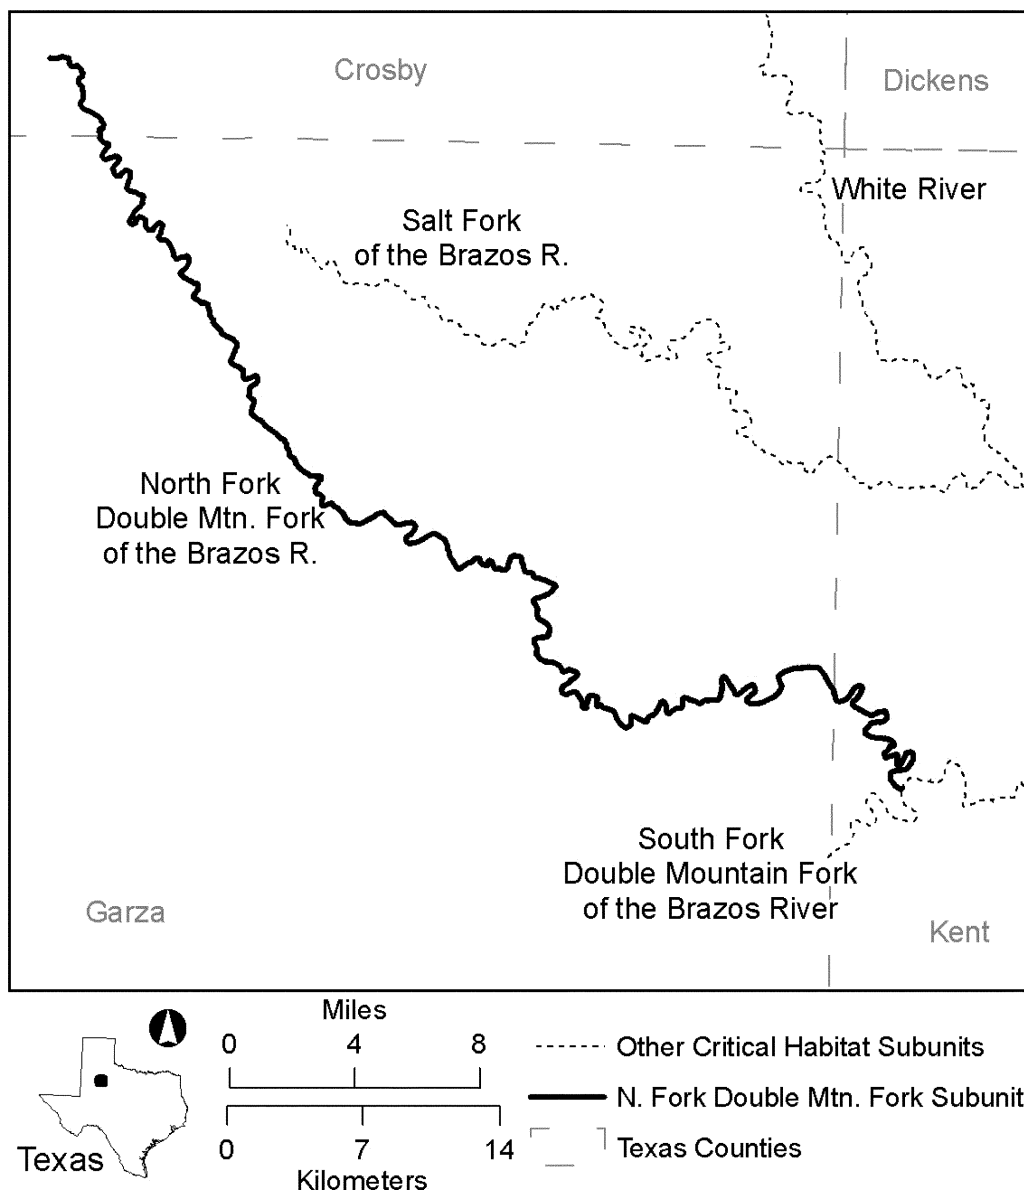 Crosby
Dickens
White River
Salt Fork
of the Brazos R.
North Fork
Double Mtn. Fork
of the Brazos R.
South Fork
Double Mountain Fork
of the Brazos River
Garza
Kent
Miles
0 4 8
0 7 14
Kilometers
Texas
Other Critical Habitat Subunits
N. Fork Double Mtn. Fork Subunit
Texas Counties